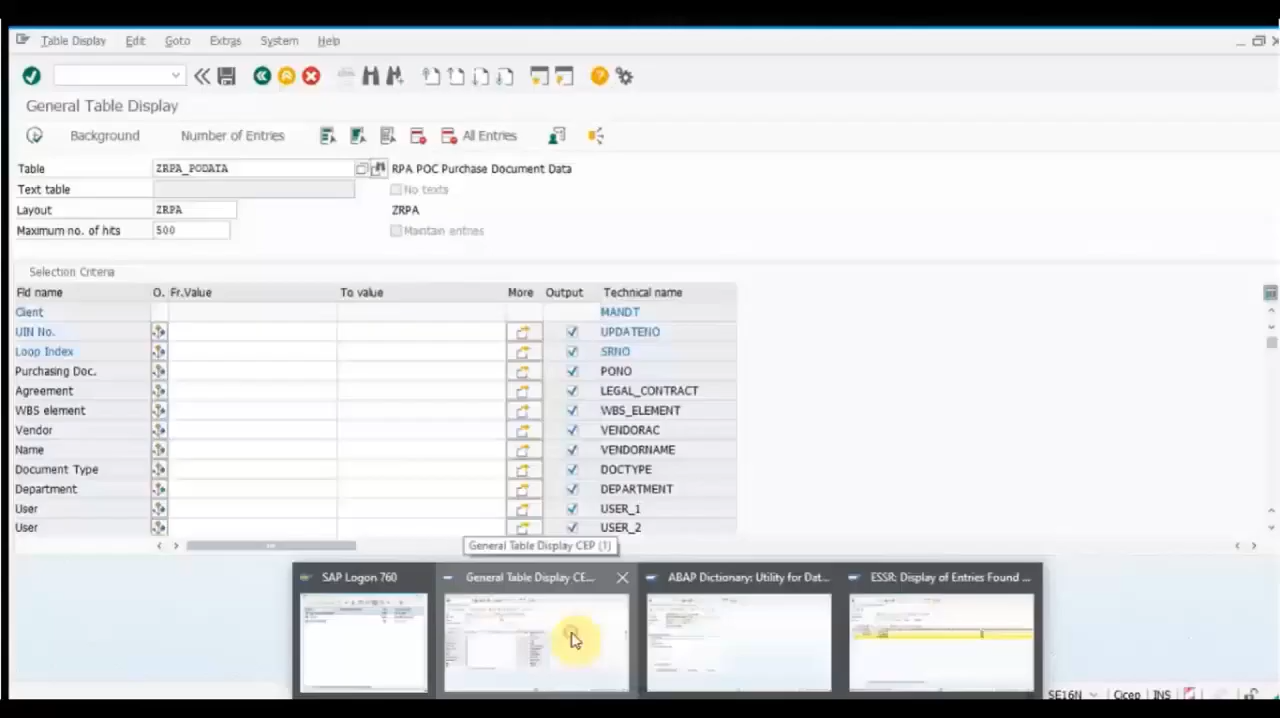 Table Display Edit Goto Extras System Help
General Table Display
Background Number of Entries All Entries
Table ZRPA_PODATA RPA POC Purchase Document Data
Text table No texts
Layout ZRPA ZRPA
Maximum no. of hits 500 Maintain entries
Selection Criteria
Fld name O. Fr.Value To value More Output Technical name
Client MANDT
UIN No. UPDATENO
Loop Index SRNO
Purchasing Doc. PONO
Agreement LEGAL_CONTRACT
WBS element WBS_ELEMENT
Vendor VENDORAC
Name VENDORNAME
Document Type DOCTYPE
Department DEPARTMENT
User USER_1
User USER_2
General Table Display CEP (1)
SAP Logon 760 General Table Display CE... ABAP Dictionary: Utility for Dat... ESSR: Display of Entries Found ...
SE16N Cicep INS